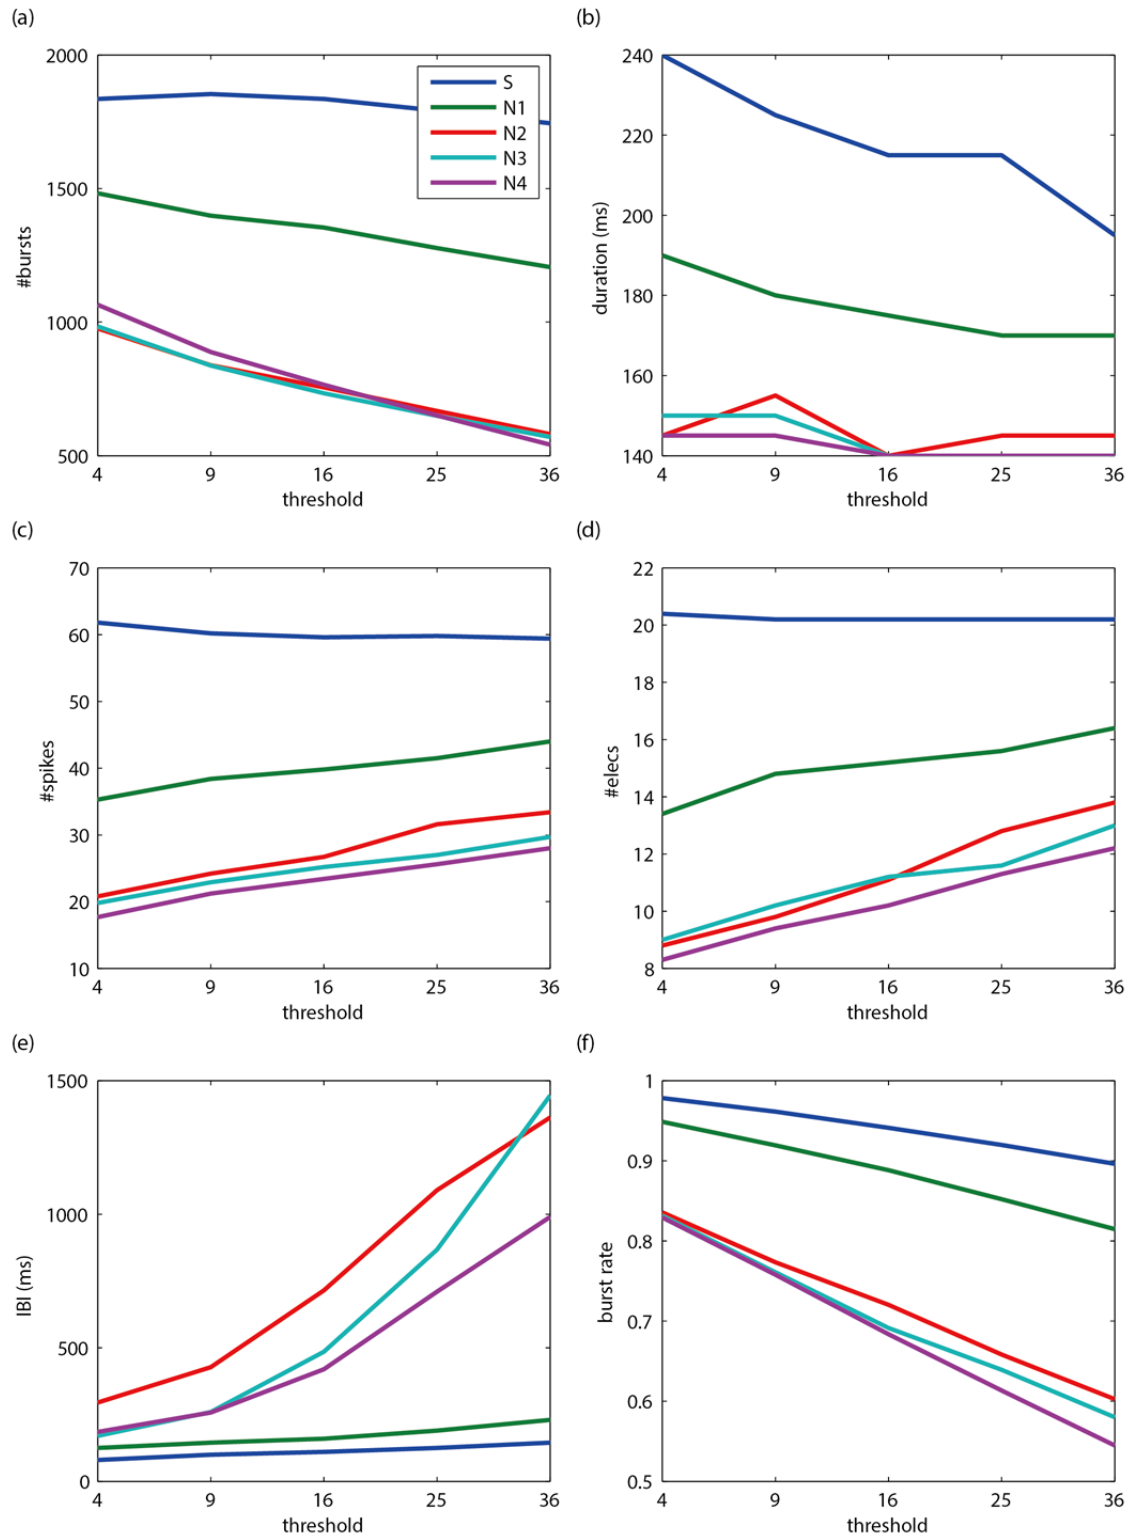 (a)
2000
1500
1000
500
#bursts
4 9 16 25 36
threshold
S
N1
N2
N3
N4
(b)
240
220
200
180
160
140
duration (ms)
4 9 16 25 36
threshold
(c)
70
60
50
40
30
20
10
#spikes
4 9 16 25 36
threshold
(d)
22
20
18
16
14
12
10
8
#elecs
4 9 16 25 36
threshold
(e)
1500
1000
500
0
IBI (ms)
4 9 16 25 36
threshold
(f)
1
0.9
0.8
0.7
0.6
0.5
burst rate
4 9 16 25 36
threshold